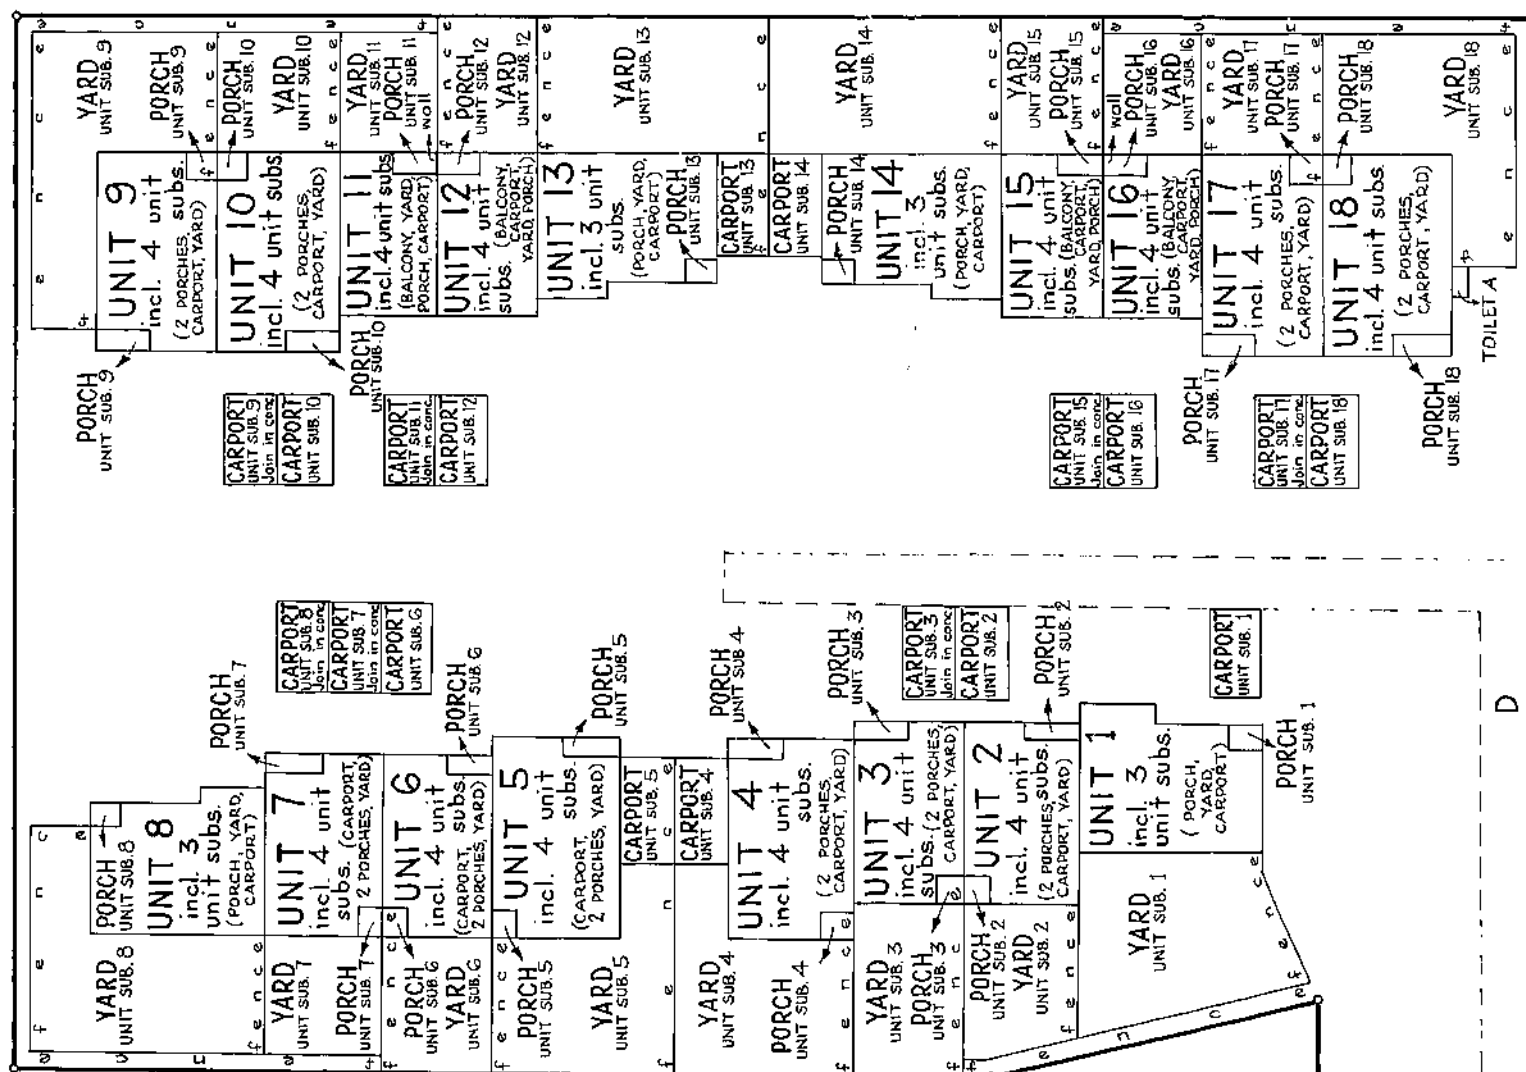 YARD
UNIT SUB. 9
PORCH
UNIT SUB. 9
fence
PORCH
UNIT SUB. 10
YARD
UNIT SUB. 10
fence
YARD
UNIT SUB. 11
PORCH
UNIT SUB. 11
wall
PORCH
UNIT SUB. 12
YARD
UNIT SUB. 12
fence
YARD
UNIT SUB. 13
fence
YARD
UNIT SUB. 14
YARD
UNIT SUB. 15
PORCH
UNIT SUB. 15
wall
PORCH
UNIT SUB. 16
YARD
UNIT SUB. 16
fence
YARD
UNIT SUB. 17
PORCH
UNIT SUB. 17
fence
PORCH
UNIT SUB. 18
YARD
UNIT SUB. 18
fence
UNIT 9
incl. 4 unit
subs.
(2 PORCHES,
CARPORT, YARD)
UNIT 10
incl. 4 unit subs.
(2 PORCHES,
CARPORT, YARD)
UNIT 11
incl. 4 unit subs.
(BALCONY, YARD
PORCH, CARPORT)
UNIT 12
incl. 4 unit
subs. (BALCONY,
CARPORT,
YARD, PORCH)
UNIT 13
incl. 3 unit
subs.
(PORCH, YARD,
CARPORT)
PORCH
UNIT SUB. 13
CARPORT
UNIT SUB. 13
CARPORT
UNIT SUB. 14
PORCH
UNIT SUB. 14
UNIT 14
incl. 3
unit subs.
(PORCH, YARD,
CARPORT)
UNIT 15
incl. 4 unit
subs. (BALCONY,
CARPORT,
YARD, PORCH)
UNIT 16
incl. 4 unit
subs. (BALCONY,
CARPORT,
YARD, PORCH)
UNIT 17
incl. 4 unit
subs.
(2 PORCHES,
CARPORT, YARD)
UNIT 18
incl. 4 unit subs.
(2 PORCHES,
CARPORT, YARD)
TOILET A
PORCH
UNIT SUB. 9
PORCH
UNIT SUB. 10
PORCH
UNIT SUB. 17
PORCH
UNIT SUB. 18
CARPORT
UNIT SUB. 9
Join in conc.
CARPORT
UNIT SUB. 10
CARPORT
UNIT SUB. 11
Join in conc.
CARPORT
UNIT SUB. 12
CARPORT
UNIT SUB. 15
Join in conc.
CARPORT
UNIT SUB. 16
CARPORT
UNIT SUB. 17
Join in conc.
CARPORT
UNIT SUB. 18
CARPORT
UNIT SUB. 8
Join in conc
CARPORT
UNIT SUB. 7
Join in conc
CARPORT
UNIT SUB. 6
CARPORT
UNIT SUB. 3
Join in conc
CARPORT
UNIT SUB. 2
CARPORT
UNIT SUB. 1
PORCH
UNIT SUB. 7
PORCH
UNIT SUB. 6
PORCH
UNIT SUB. 5
PORCH
UNIT SUB. 4
PORCH
UNIT SUB. 3
PORCH
UNIT SUB. 2
PORCH
UNIT SUB. 1
D
PORCH
UNIT SUB. 8
UNIT 8
incl. 3
unit subs.
(PORCH, YARD,
CARPORT)
UNIT 7
incl. 4 unit
subs. (CARPORT,
2 PORCHES, YARD)
UNIT 6
incl. 4 unit
subs.
(CARPORT,
2 PORCHES, YARD)
UNIT 5
incl. 4 unit
subs.
(CARPORT,
2 PORCHES, YARD)
CARPORT
UNIT SUB. 5
CARPORT
UNIT SUB. 4
UNIT 4
incl. 4 unit
subs.
(2 PORCHES,
CARPORT, YARD)
UNIT 3
incl. 4 unit
subs. (2 PORCHES,
CARPORT, YARD)
UNIT 2
incl. 4 unit
subs.
(2 PORCHES,
CARPORT, YARD)
UNIT 1
incl. 3
unit subs.
(PORCH,
YARD,
CARPORT)
fence
YARD
UNIT SUB. 8
fence
YARD
UNIT SUB. 7
PORCH
UNIT SUB. 7
fence
PORCH
UNIT SUB. 6
YARD
UNIT SUB. 6
fence
PORCH
UNIT SUB. 5
YARD
UNIT SUB. 5
fence
YARD
UNIT SUB. 4
PORCH
UNIT SUB. 4
fence
YARD
UNIT SUB. 3
PORCH
UNIT SUB. 3
fence
PORCH
UNIT SUB. 2
YARD
UNIT SUB. 2
fence
YARD
UNIT SUB. 1
fence